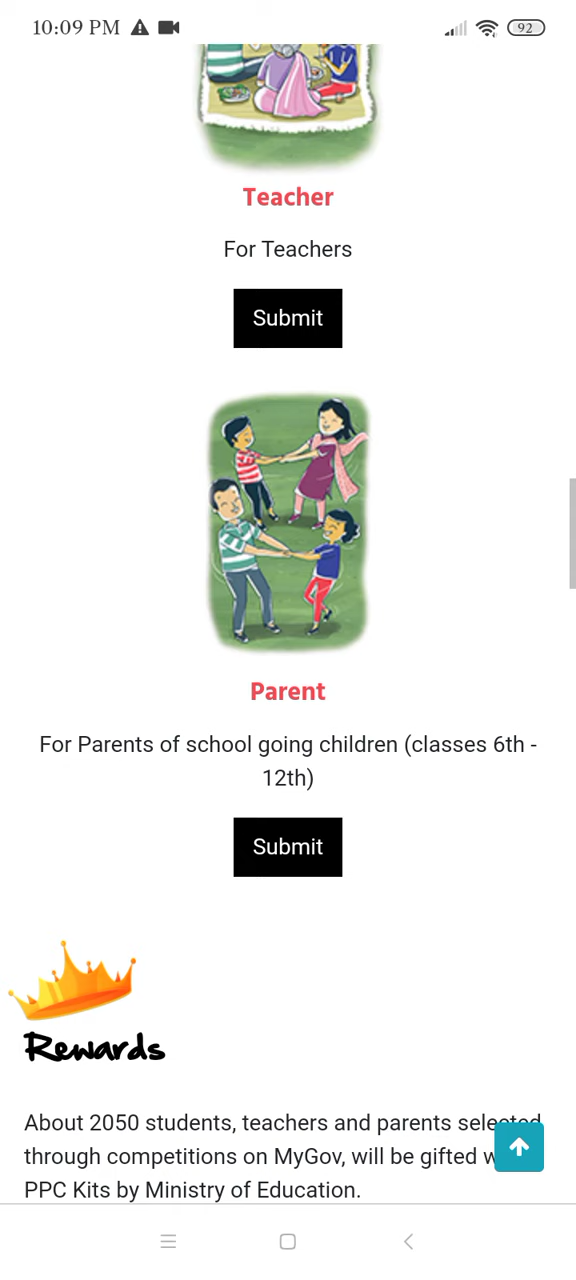 10:09 PM
92
Teacher
For Teachers
Submit
Parent
For Parents of school going children (classes 6th -
12th)
Submit
Rewards
About 2050 students, teachers and parents selected
through competitions on MyGov, will be gifted
PPC Kits by Ministry of Education.